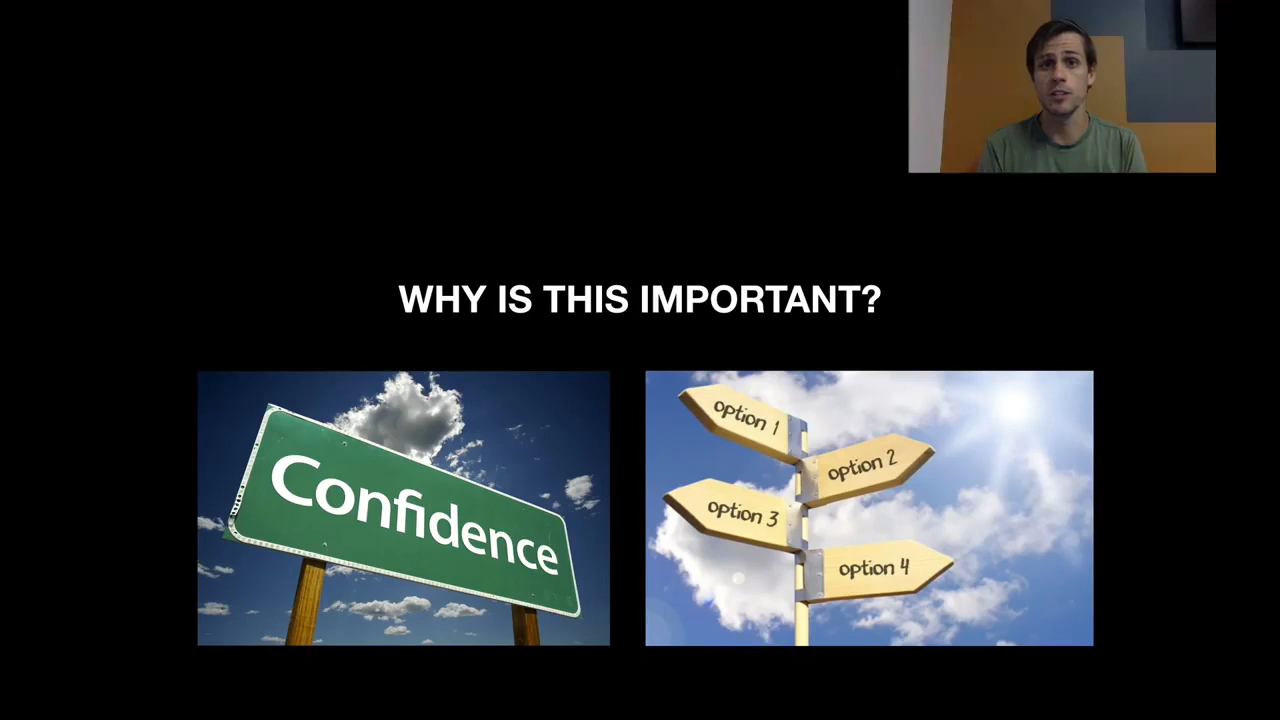 WHY IS THIS IMPORTANT?
Confidence
option 1
option 2
option 3
option 4